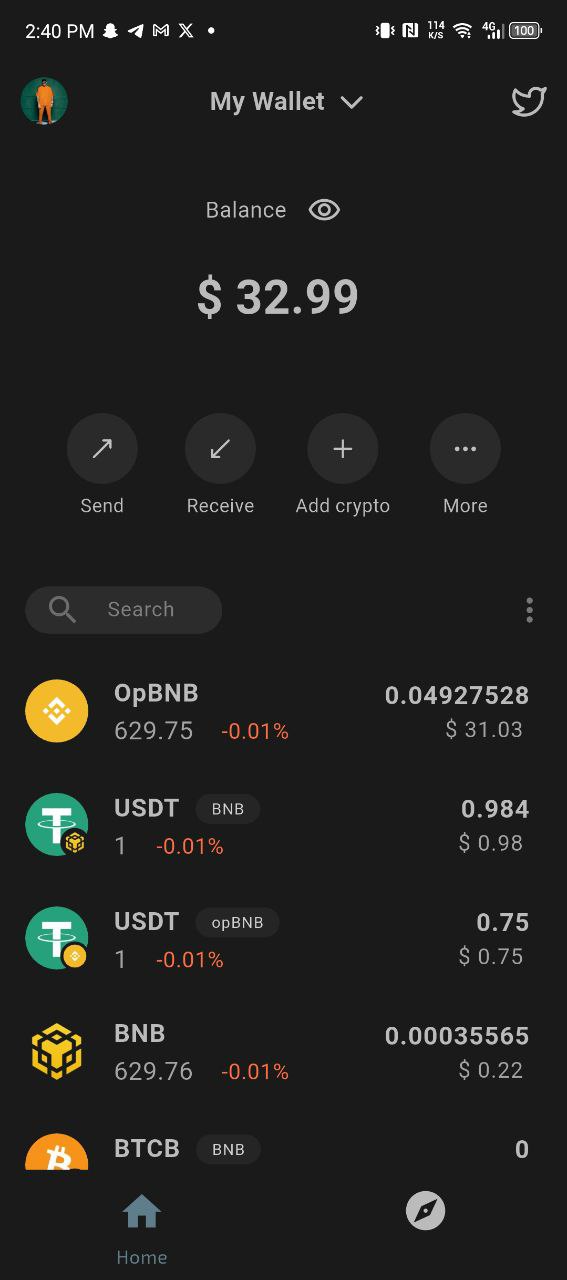 2:40 PM 114 K/S 4G 100
My Wallet
Balance
$ 32.99
Send Receive Add crypto More
Search
OpBNB 0.04927528
629.75 -0.01% $ 31.03
USDT BNB 0.984
1 -0.01% $ 0.98
USDT opBNB 0.75
1 -0.01% $ 0.75
BNB 0.00035565
629.76 -0.01% $ 0.22
BTCB BNB 0
Home